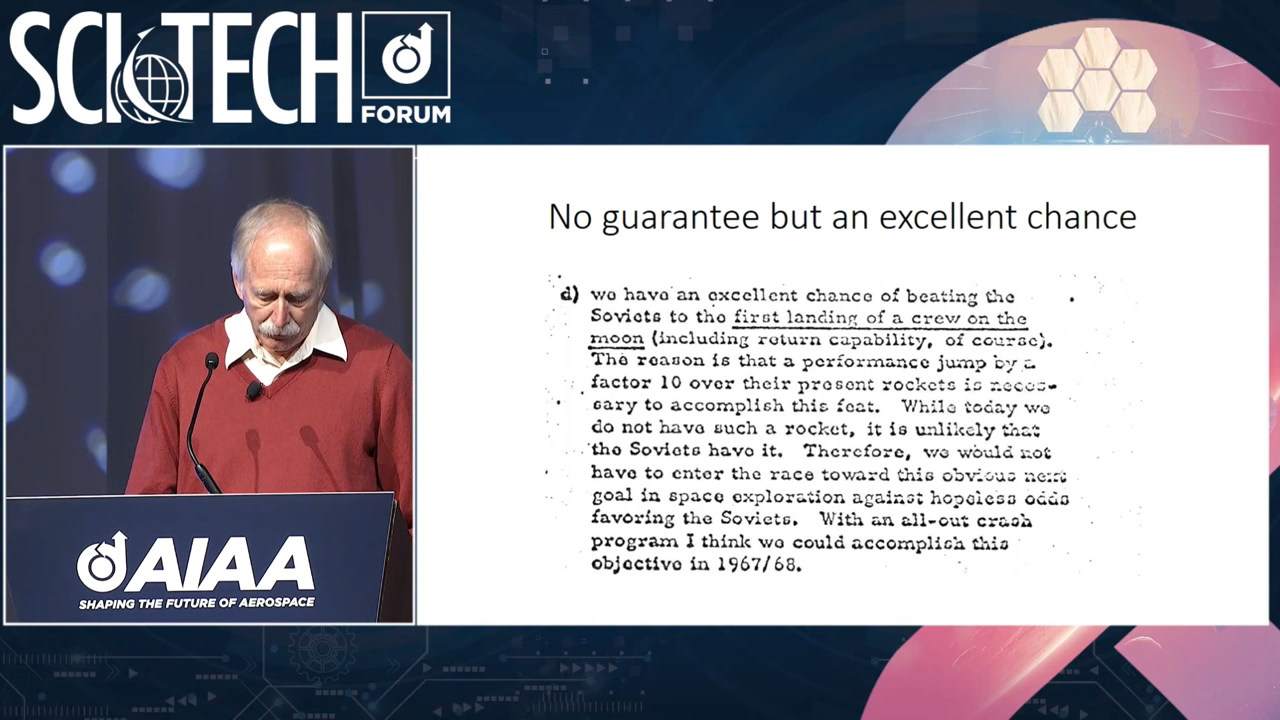 SCITECH
FORUM
No guarantee but an excellent chance
d) we have an excellent chance of beating the
Soviets to the first landing of a crew on the
moon (including return capability, of course).
The reason is that a performance jump by a
factor 10 over their present rockets is neces-
sary to accomplish this feat. While today we
do not have such a rocket, it is unlikely that
the Soviets have it. Therefore, we would not
have to enter the race toward this obvious next
goal in space exploration against hopeless odds
favoring the Soviets. With an all-out crash
program I think we could accomplish this
objective in 1967/68.
AIAA
SHAPING THE FUTURE OF AEROSPACE